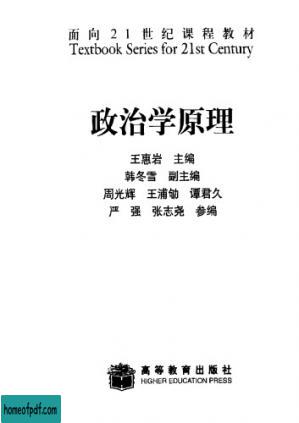 面向21世纪课程教材
Textbook Series for 21st Century
政治学原理
王惠岩 主编
韩冬雪 副主编
周光辉 王浦劬 谭君久
严强 张志尧 参编
高等教育出版社
HIGHER EDUCATION PRESS
homeofpdf.com